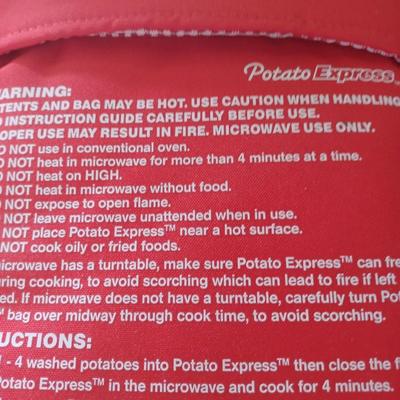 Potato Express™
WARNING:
TENTS AND BAG MAY BE HOT. USE CAUTION WHEN HANDLING
D INSTRUCTION GUIDE CAREFULLY BEFORE USE.
OPER USE MAY RESULT IN FIRE. MICROWAVE USE ONLY.
DO NOT use in conventional oven.
O NOT heat in microwave for more than 4 minutes at a time.
O NOT heat on HIGH.
O NOT heat in microwave without food.
O NOT expose to open flame.
NOT leave microwave unattended when in use.
NOT place Potato Express™ near a hot surface.
NOT cook oily or fried foods.
microwave has a turntable, make sure Potato Express™ can free
ring cooking, to avoid scorching which can lead to fire if left
ed. If microwave does not have a turntable, carefully turn Pot
™ bag over midway through cook time, to avoid scorching.
UCTIONS:
1 - 4 washed potatoes into Potato Express™ then close the f
Potato Express™ in the microwave and cook for 4 minutes.